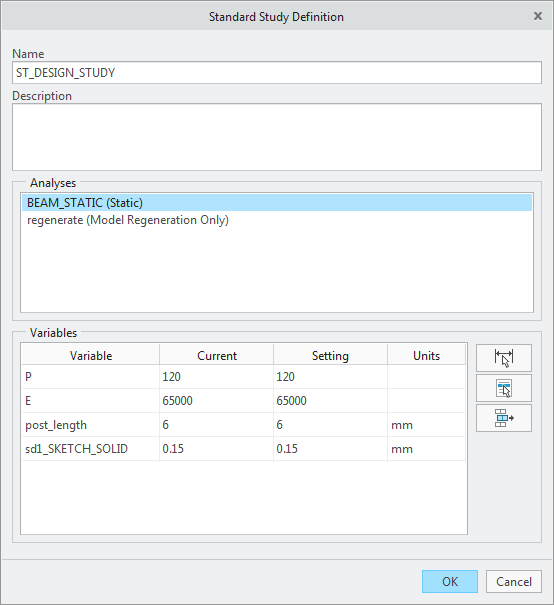 Standard Study Definition
Name
ST_DESIGN_STUDY
Description
Analyses
BEAM_STATIC (Static)
regenerate (Model Regeneration Only)
Variables
Variable Current Setting Units
P 120 120
E 65000 65000
post_length 6 6 mm
sd1_SKETCH_SOLID 0.15 0.15 mm
OK Cancel